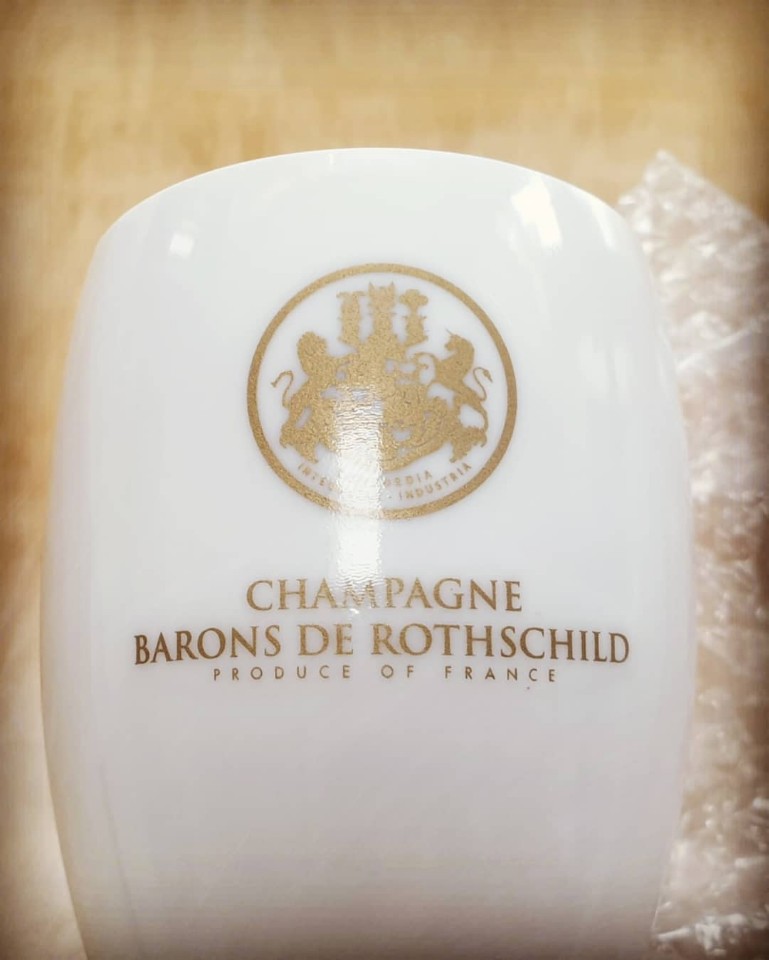 INDUSTRIA
CHAMPAGNE
BARONS DE ROTHSCHILD
PRODUCE OF FRANCE